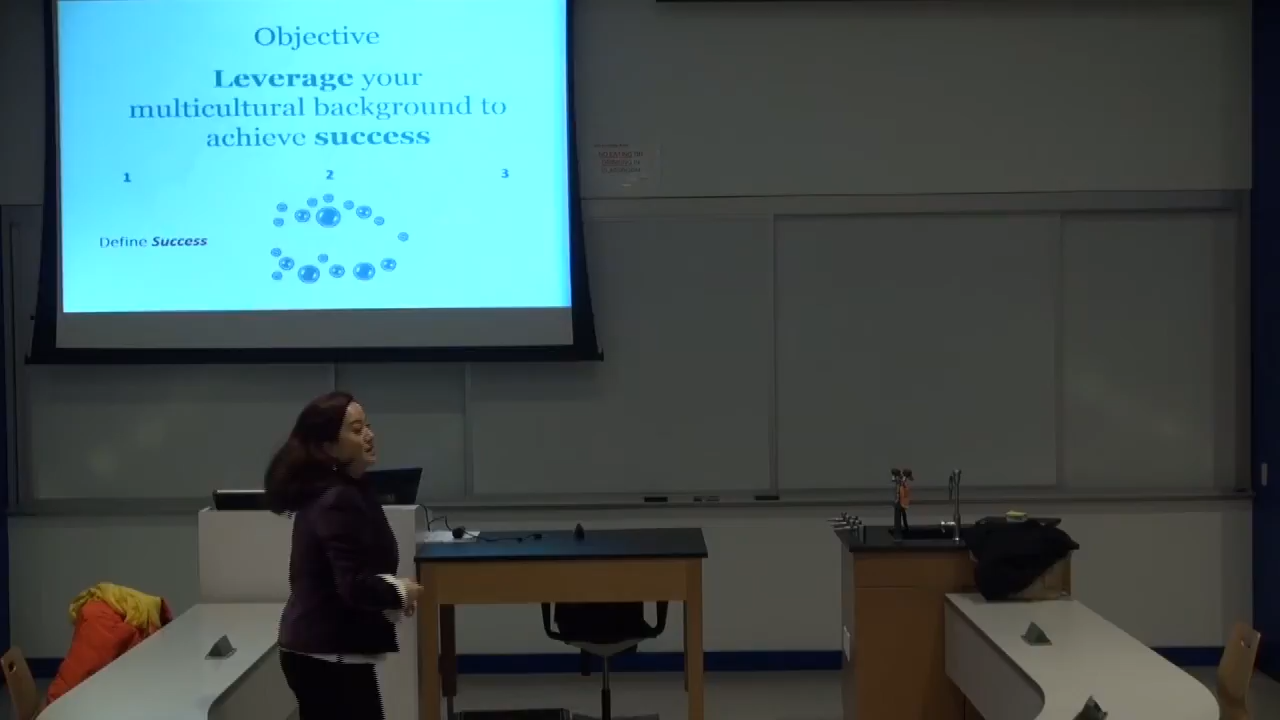 Objective
Leverage your
multicultural background to
achieve success
1 2 3
Define Success